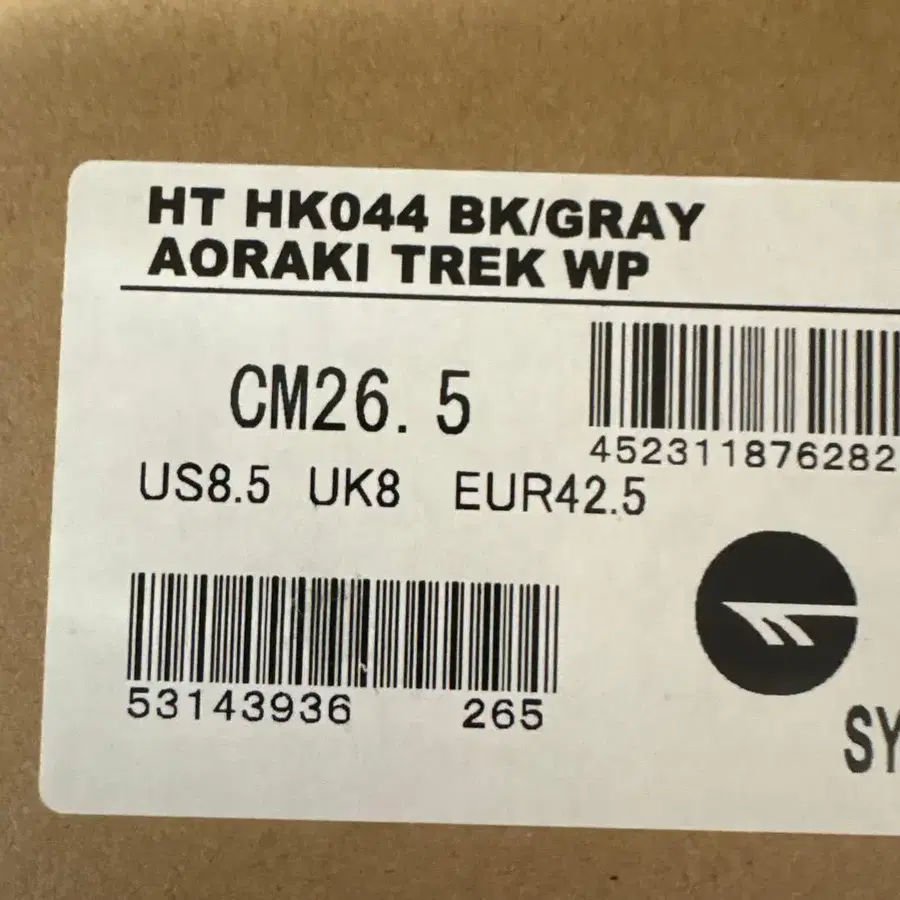 HT HK044 BK/GRAY
AORAKI TREK WP
CM26.5
452311876282
US8.5 UK8 EUR42.5
53143936 265
SY